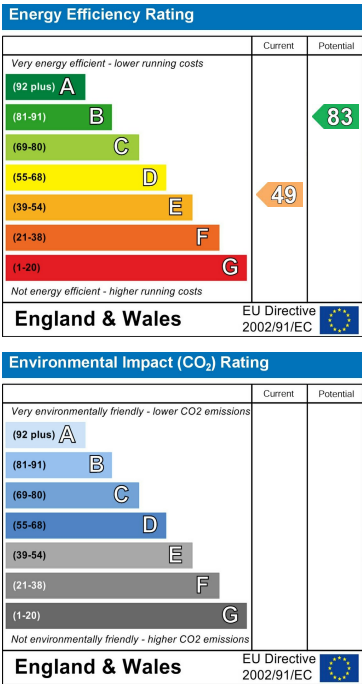 Energy Efficiency Rating
Current Potential
Very energy efficient - lower running costs
(92 plus) A
(81-91) B
83
(69-80) C
(55-68) D
49
(39-54) E
(21-38) F
(1-20) G
Not energy efficient - higher running costs
England & Wales
EU Directive
2002/91/EC
Environmental Impact (CO₂) Rating
Current Potential
Very environmentally friendly - lower CO2 emissions
(92 plus) A
(81-91) B
(69-80) C
(55-68) D
(39-54) E
(21-38) F
(1-20) G
Not environmentally friendly - higher CO2 emissions
England & Wales
EU Directive
2002/91/EC